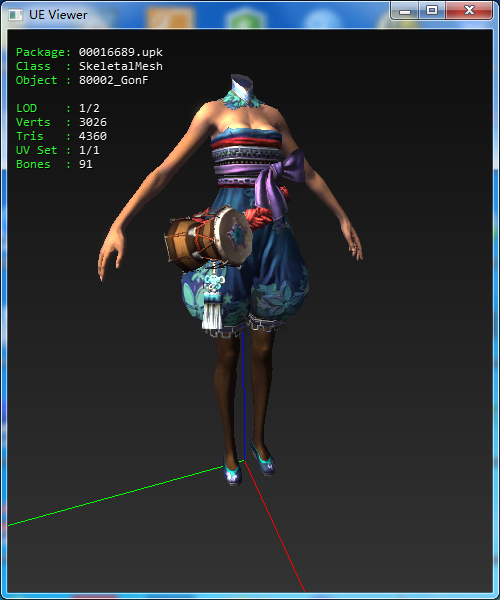 UE Viewer
Package: 00016689.upk
Class : SkeletalMesh
Object : 80002_GonF
LOD : 1/2
Verts : 3026
Tris : 4360
UV Set : 1/1
Bones : 91